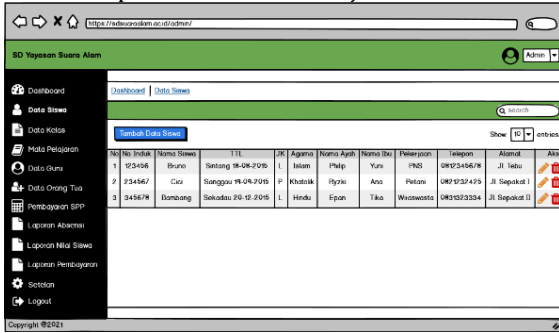 https://sdsuaraalam.ac.id/admin/
SD Yayasan Suara Alam
Admin
Dashboard
Data Siswa
Data Kelas
Mata Pelajaran
Data Guru
Data Orang Tua
Pembayaran SPP
Laporan Absensi
Laporan Nilai Siswa
Laporan Pembayaran
Setelan
Logout
Dashboard | Data Siswa
search
Tambah Data Siswa
Show 10 entries
No No. Induk Nama Siswa TTL JK Agama Nama Ayah Nama Ibu Pekerjaan Telepon Alamat Aks
1 123456 Bruno Sintang 18-08-2015 L Islam Philip Yuni PNS 0812345678 Jl. Tebu
2 234567 Cici Sanggau 19-09-2015 P Khatolik Ryzie Ana Petani 0821232425 Jl. Sepakat I
3 345678 Bambang Sekadau 20-12-2015 L Hindu Epan Tika Wiraswasta 0831323334 Jl. Sepakat II
Copyright ©2021